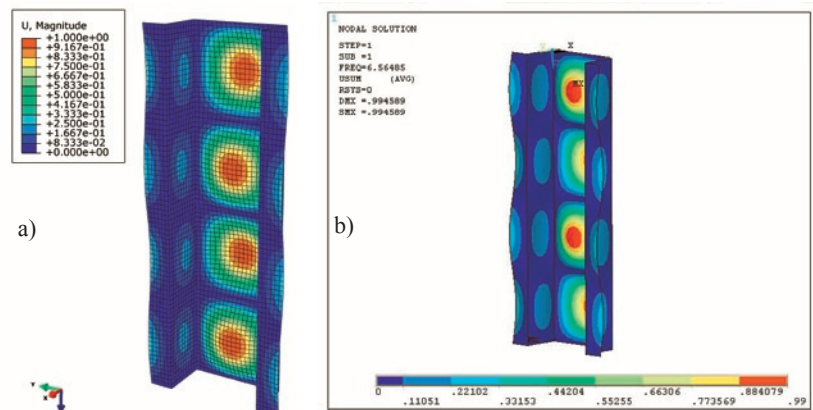 U, Magnitude
+1.000e+00
+9.167e-01
+8.333e-01
+7.500e-01
+6.667e-01
+5.833e-01
+5.000e-01
+4.167e-01
+3.333e-01
+2.500e-01
+1.667e-01
+8.333e-02
+0.000e+00
a)
Y
X
1
NODAL SOLUTION
STEP=1
SUB =1
FREQ=6.56485
USUM (AVG)
RSYS=0
DMX =.994589
SMX =.994589
X
MX
b)
0 .22102 .44204 .66306 .884079
.11051 .33153 .55255 .773569 .99